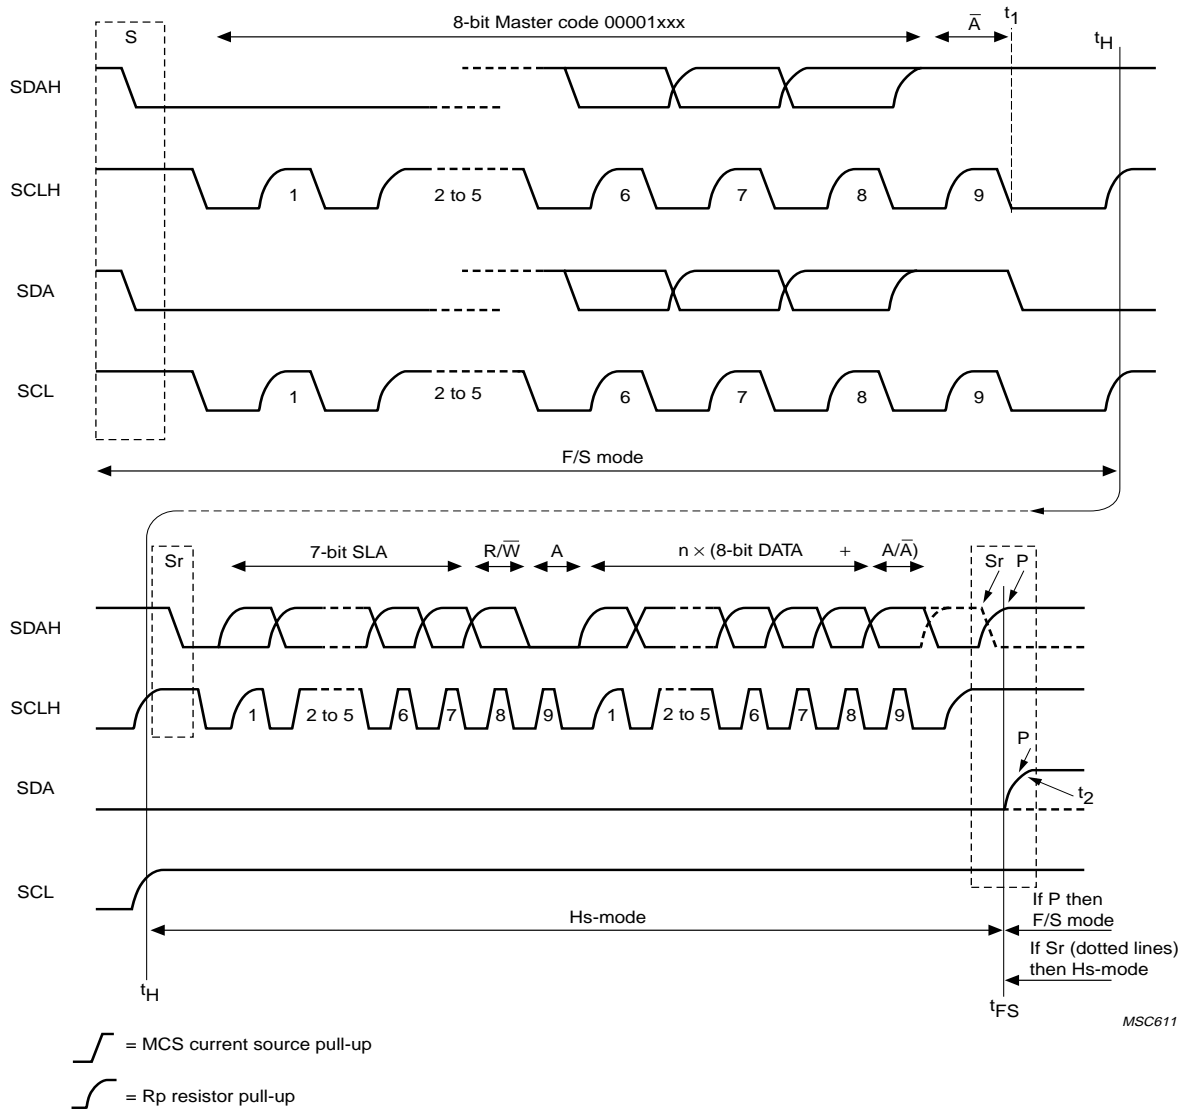 S
8-bit Master code 00001xxx
A̅
t1
tH
SDAH
SCLH
1
2 to 5
6
7
8
9
SDA
SCL
1
2 to 5
6
7
8
9
F/S mode
Sr
7-bit SLA
R/W̅
A
n × (8-bit DATA + A/A̅)
Sr P
SDAH
SCLH
1
2 to 5
6
7
8
9
1
2 to 5
6
7
8
9
P
SDA
t2
SCL
If P then
F/S mode
Hs-mode
If Sr (dotted lines)
then Hs-mode
tH
tFS
MSC611
= MCS current source pull-up
= Rp resistor pull-up